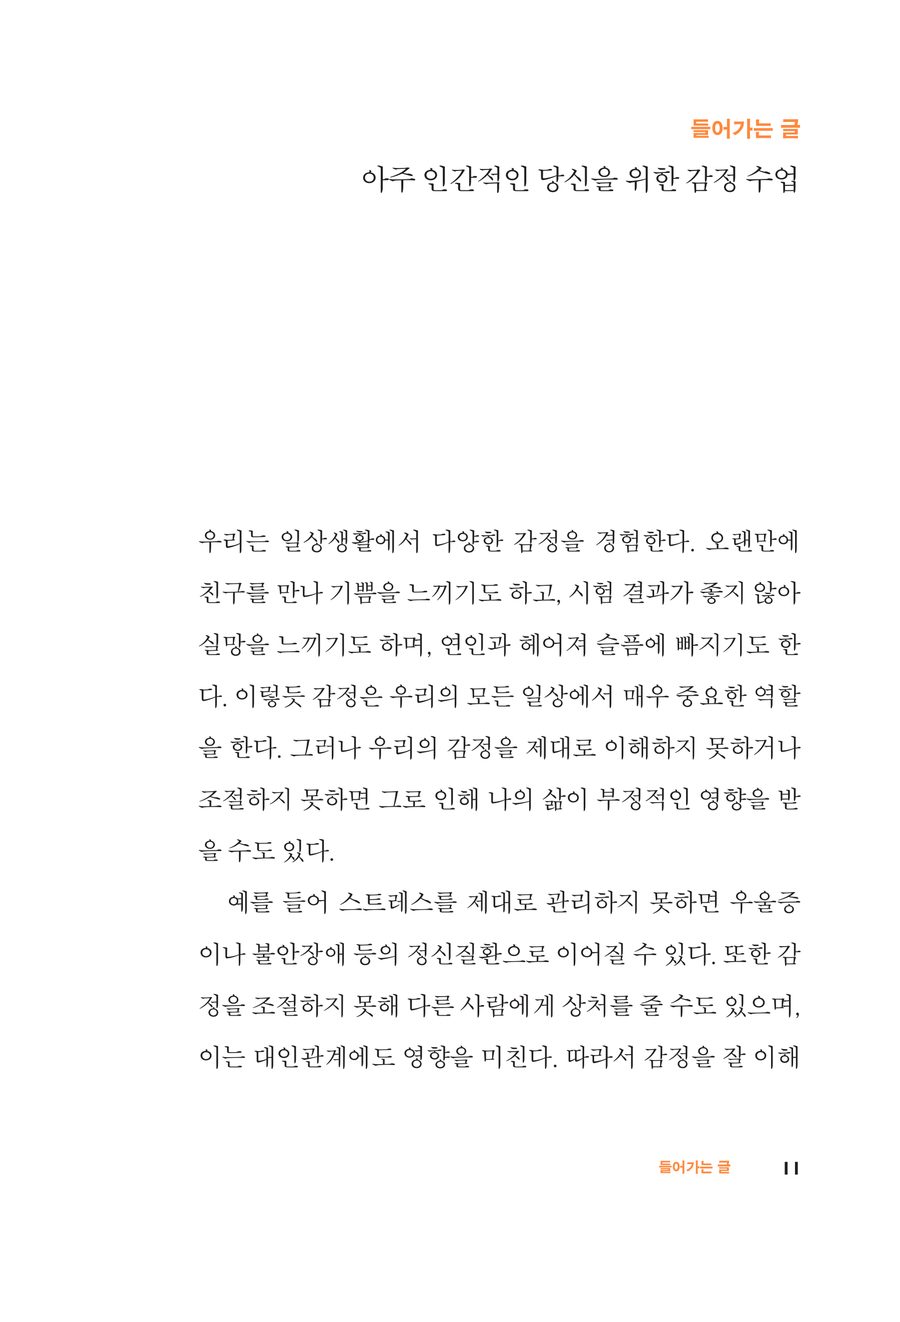 들어가는 글
아주 인간적인 당신을 위한 감정 수업
우리는 일상생활에서 다양한 감정을 경험한다. 오랜만에
친구를 만나 기쁨을 느끼기도 하고, 시험 결과가 좋지 않아
실망을 느끼기도 하며, 연인과 헤어져 슬픔에 빠지기도 한
다. 이렇듯 감정은 우리의 모든 일상에서 매우 중요한 역할
을 한다. 그러나 우리의 감정을 제대로 이해하지 못하거나
조절하지 못하면 그로 인해 나의 삶이 부정적인 영향을 받
을 수도 있다.
예를 들어 스트레스를 제대로 관리하지 못하면 우울증
이나 불안장애 등의 정신질환으로 이어질 수 있다. 또한 감
정을 조절하지 못해 다른 사람에게 상처를 줄 수도 있으며,
이는 대인관계에도 영향을 미친다. 따라서 감정을 잘 이해
들어가는 글 11